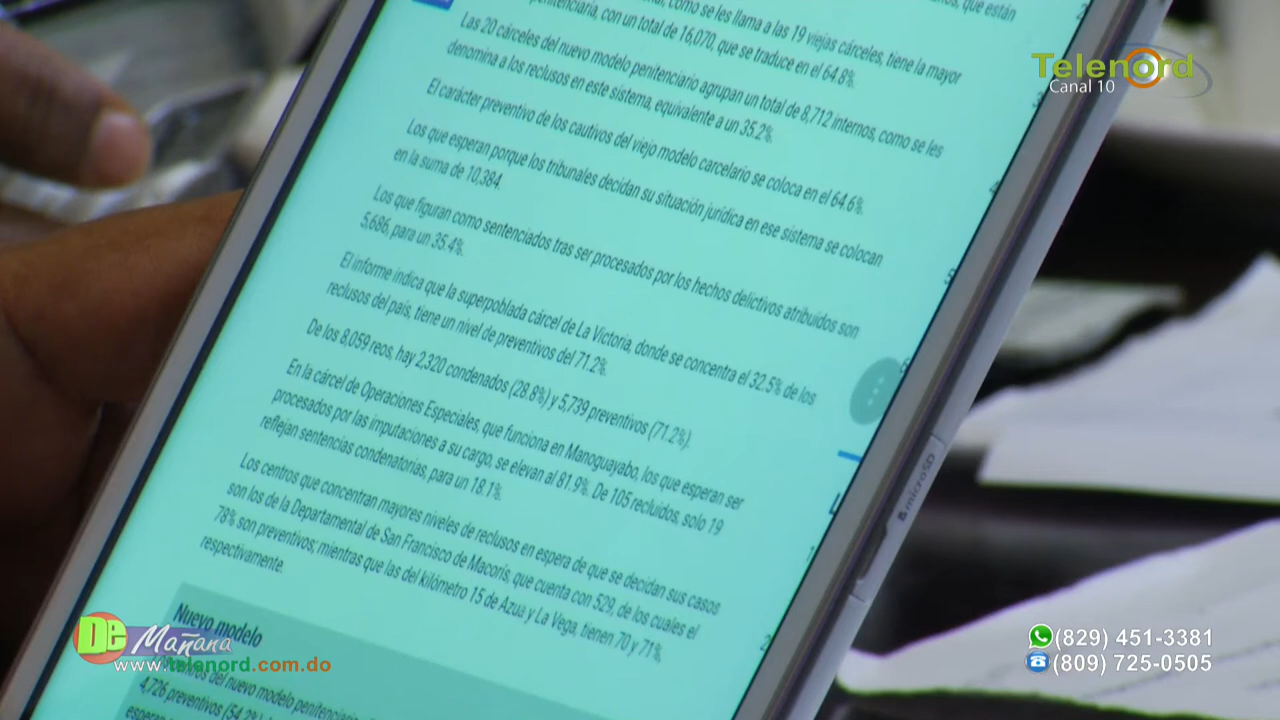 como se les llama a las 19 viejas cárceles, tiene la mayor
penitenciaria, con un total de 16,070, que se traduce en el 64.8%.
Las 20 cárceles del nuevo modelo penitenciario agrupan un total de 8,712 internos, como se les
denomina a los reclusos en este sistema, equivalente a un 35.2%.
El carácter preventivo de los cautivos del viejo modelo carcelario se coloca en el 64.6%.
Los que esperan porque los tribunales decidan su situación jurídica en ese sistema se colocan
en la suma de 10,384.
Los que figuran como sentenciados tras ser procesados por los hechos delictivos atribuidos son
5,686, para un 35.4%.
El informe indica que la superpoblada cárcel de La Victoria, donde se concentra el 32.5% de los
reclusos del país, tiene un nivel de preventivos del 71.2%.
De los 8,059 reos, hay 2,320 condenados (28.8%) y 5,739 preventivos (71.2%).
En la cárcel de Operaciones Especiales, que funciona en Manoguayabo, los que esperan ser
procesados por las imputaciones a su cargo, se elevan al 81.9%. De 105 recluidos, solo 19
reflejan sentencias condenatorias, para un 18.1%.
Los centros que concentran mayores niveles de reclusos en espera de que se decidan sus casos
son los de la Departamental de San Francisco de Macorís, que cuenta con 529, de los cuales el
78% son preventivos; mientras que las del kilómetro 15 de Azua y La Vega, tienen 70 y 71%,
respectivamente.
Nuevo modelo
centros del nuevo modelo penitenciario
4,726 preventivos (54.2%)
microSD
Telenord
Canal 10
De Mañana
www.telenord.com.do
(829) 451-3381
(809) 725-0505